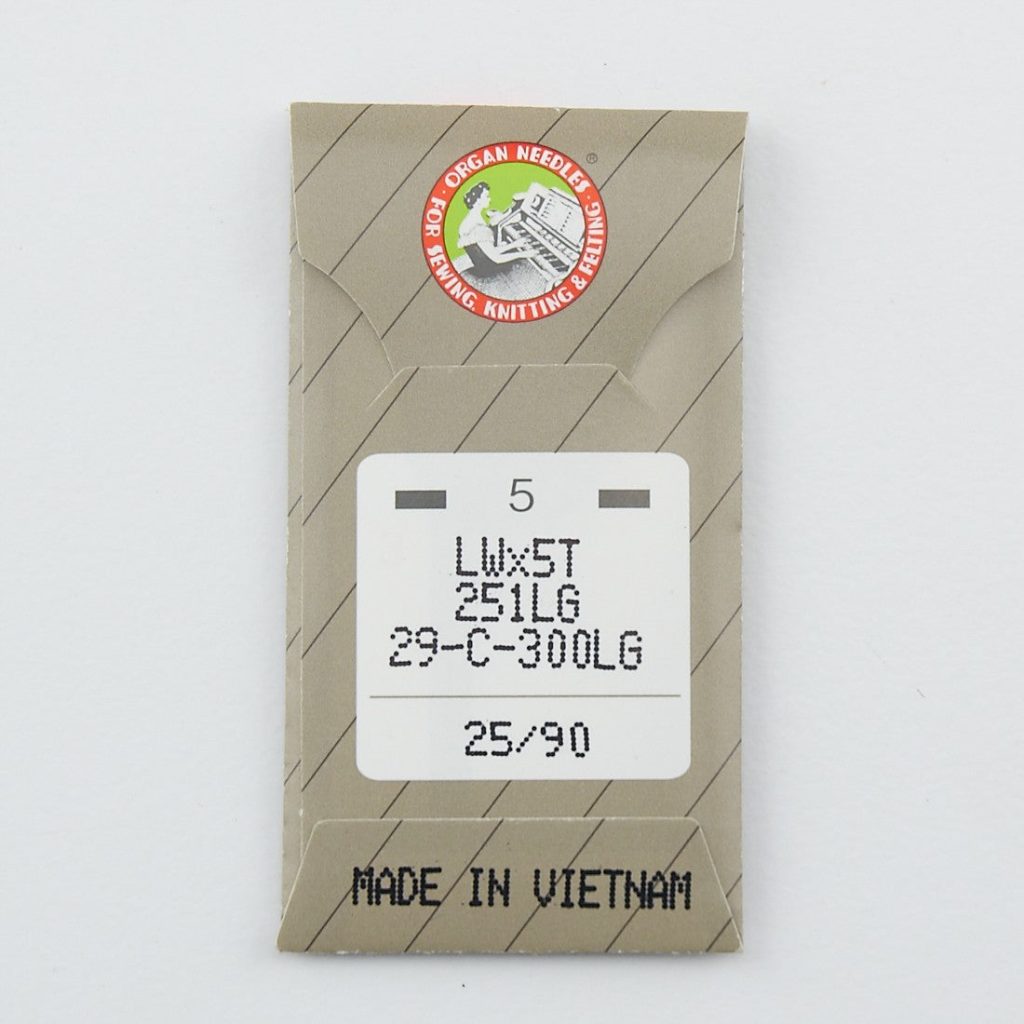 · ORGAN NEEDLES · ®
FOR SEWING, KNITTING & FELTING
5
LWx5T
251LG
29-C-300LG
25/90
MADE IN VIETNAM